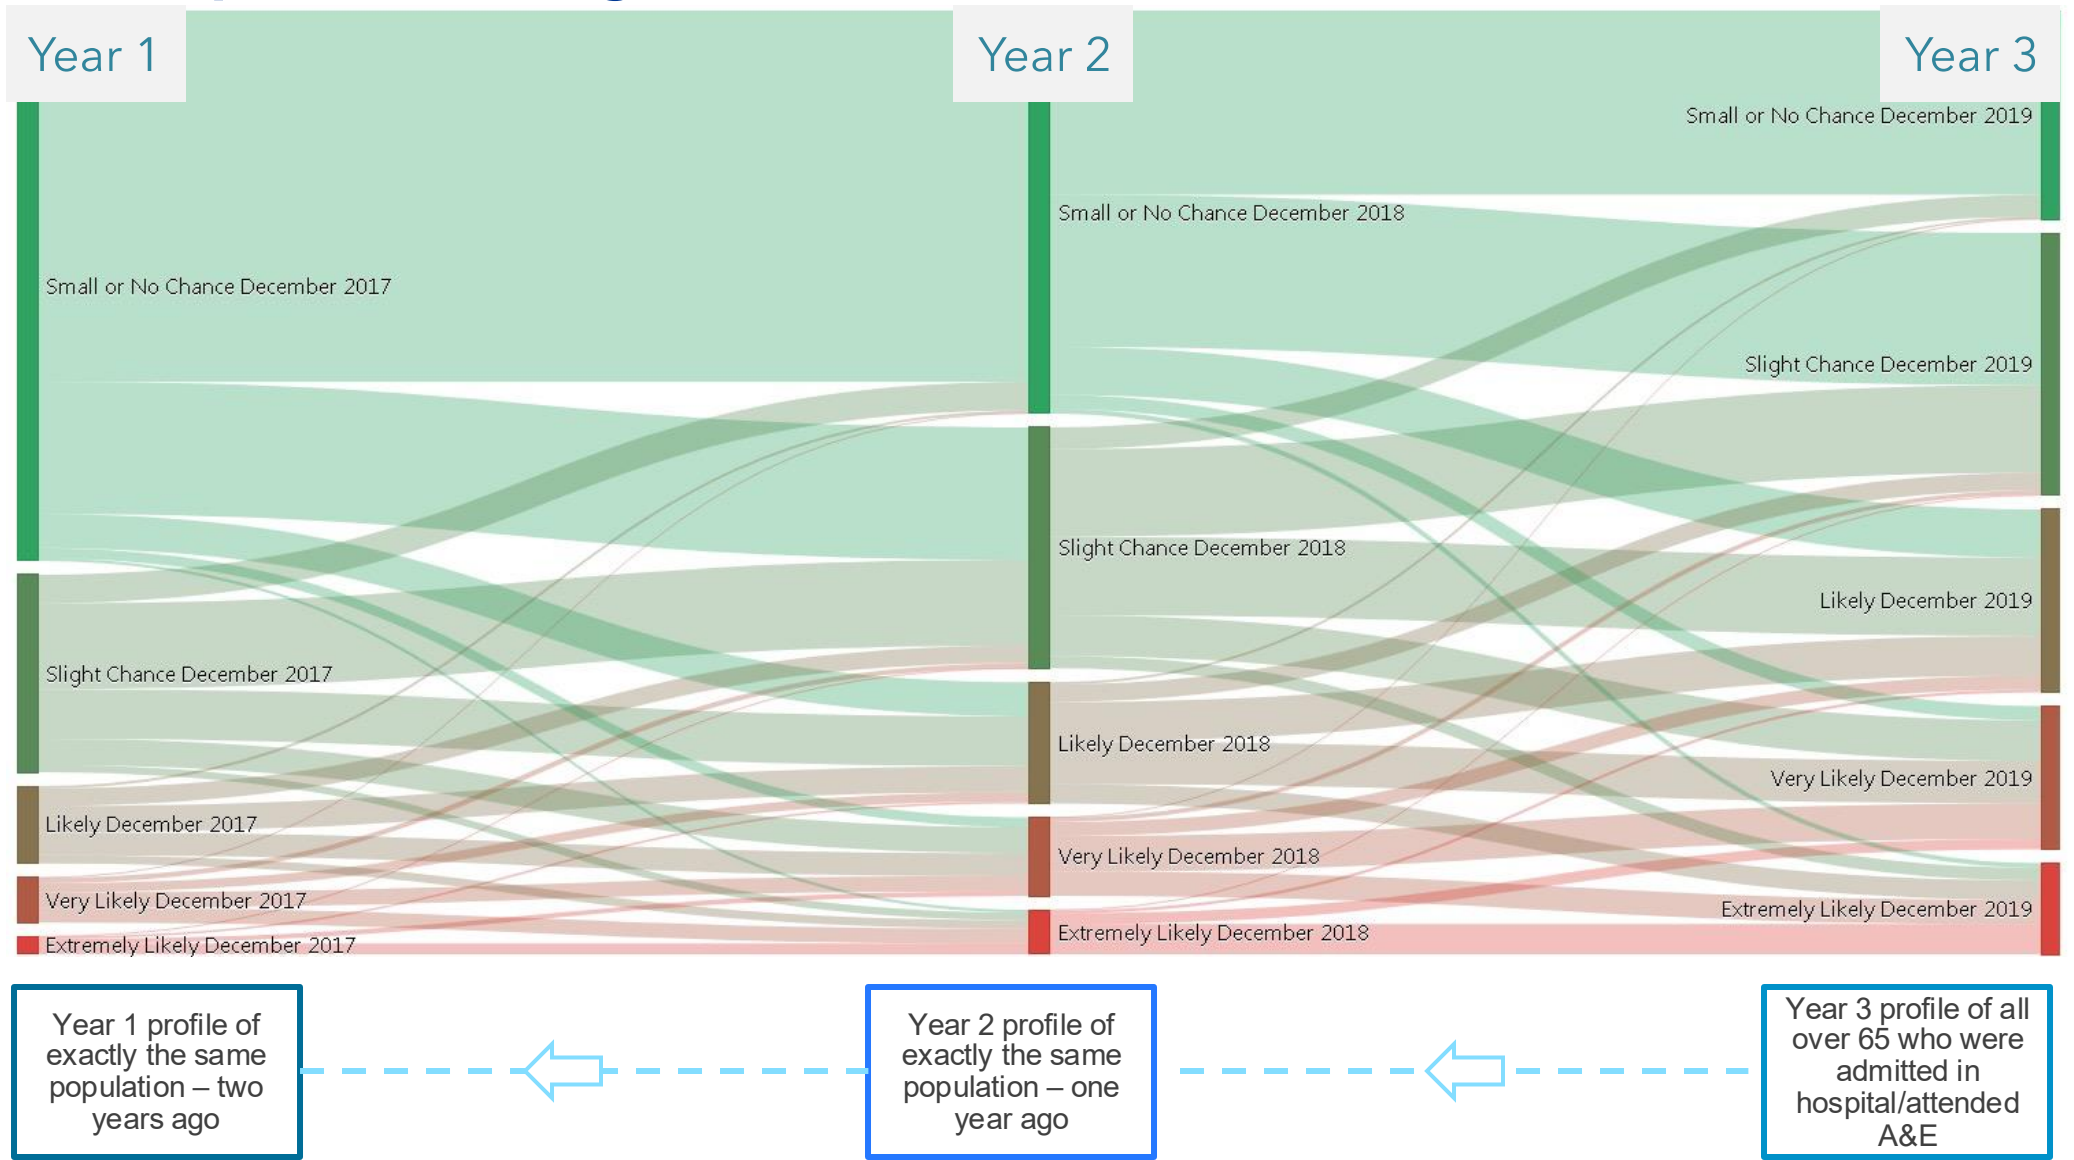 Year 1
Year 2
Year 3
Small or No Chance December 2019
Small or No Chance December 2018
Small or No Chance December 2017
Slight Chance December 2019
Slight Chance December 2018
Likely December 2019
Slight Chance December 2017
Likely December 2018
Very Likely December 2019
Likely December 2017
Very Likely December 2018
Very Likely December 2017
Extremely Likely December 2019
Extremely Likely December 2018
Extremely Likely December 2017
Year 1 profile of
exactly the same
population – two
years ago
Year 2 profile of
exactly the same
population – one
year ago
Year 3 profile of all
over 65 who were
admitted in
hospital/attended
A&E